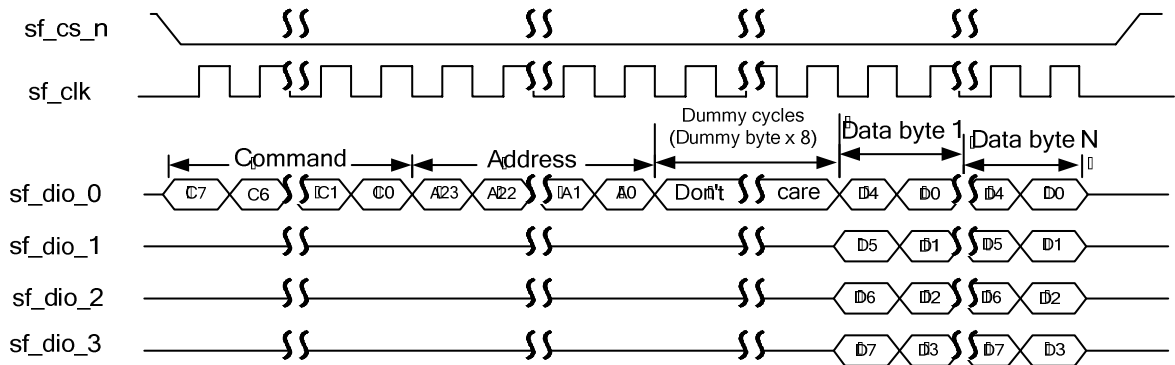 sf_cs_n
sf_clk
Dummy cycles
(Dummy byte x 8)
Data byte 1
Data byte N
Command
Address
sf_dio_0
C7 C6 C1 C0 A23 A22 A1 A0 Don't care D4 D0 D4 D0
sf_dio_1
D5 D1 D5 D1
sf_dio_2
D6 D2 D6 D2
sf_dio_3
D7 D3 D7 D3